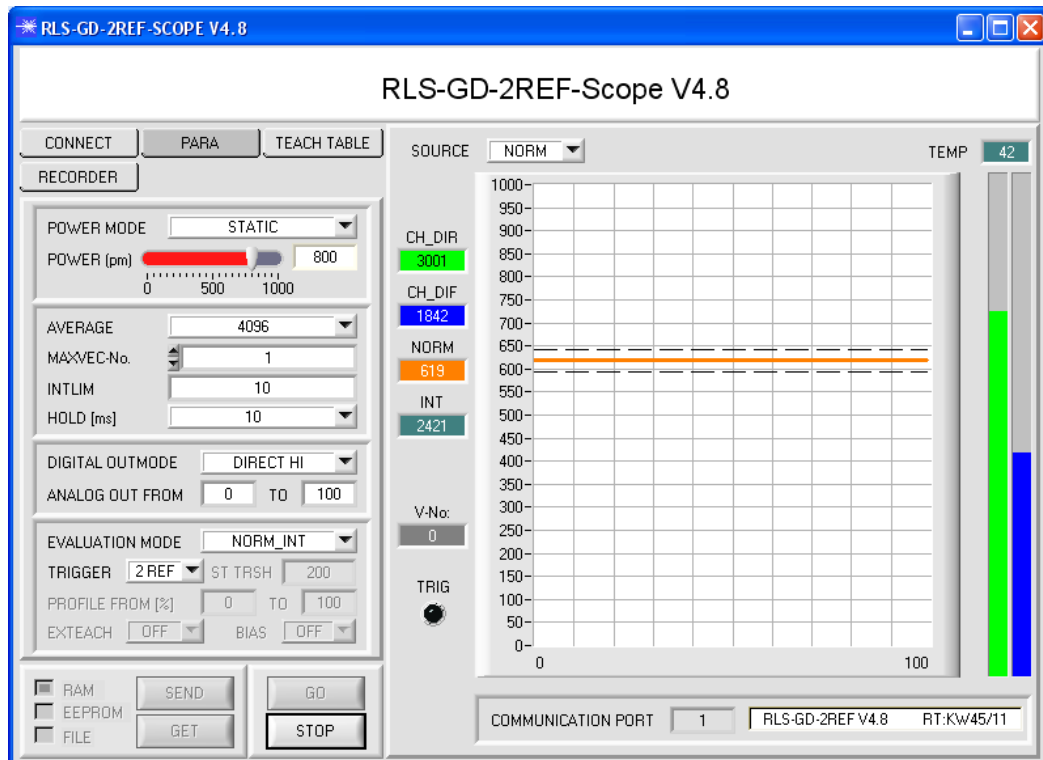 RLS-GD-2REF-SCOPE V4.8
RLS-GD-2REF-Scope V4.8
CONNECT PARA TEACH TABLE
RECORDER
POWER MODE STATIC
POWER (pm) 800
0 500 1000
AVERAGE 4096
MAXVEC-No. 1
INTLIM 10
HOLD [ms] 10
DIGITAL OUTMODE DIRECT HI
ANALOG OUT FROM 0 TO 100
EVALUATION MODE NORM_INT
TRIGGER 2 REF ST TRSH 200
PROFILE FROM [%] 0 TO 100
EXTEACH OFF BIAS OFF
RAM
EEPROM
FILE
SEND GO
GET STOP
SOURCE NORM TEMP 42
CH_DIR
3001
CH_DIF
1842
NORM
619
INT
2421
V-No:
0
TRIG
1000
950
900
850
800
750
700
650
600
550
500
450
400
350
300
250
200
150
100
50
0
0 100
COMMUNICATION PORT 1 RLS-GD-2REF V4.8 RT:KW45/11